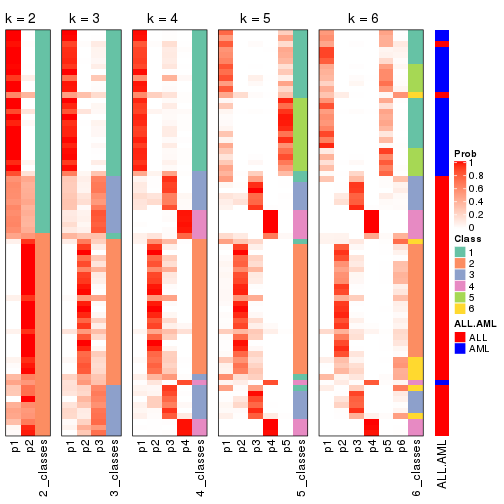 k = 2
k = 3
k = 4
k = 5
k = 6
Prob
1
0.8
0.6
0.4
0.2
0
Class
1
2
3
4
5
6
ALL.AML
ALL
AML
p1
p2
2_classes
p1
p2
p3
3_classes
p1
p2
p3
p4
4_classes
p1
p2
p3
p4
p5
5_classes
p1
p2
p3
p4
p5
p6
6_classes
ALL.AML